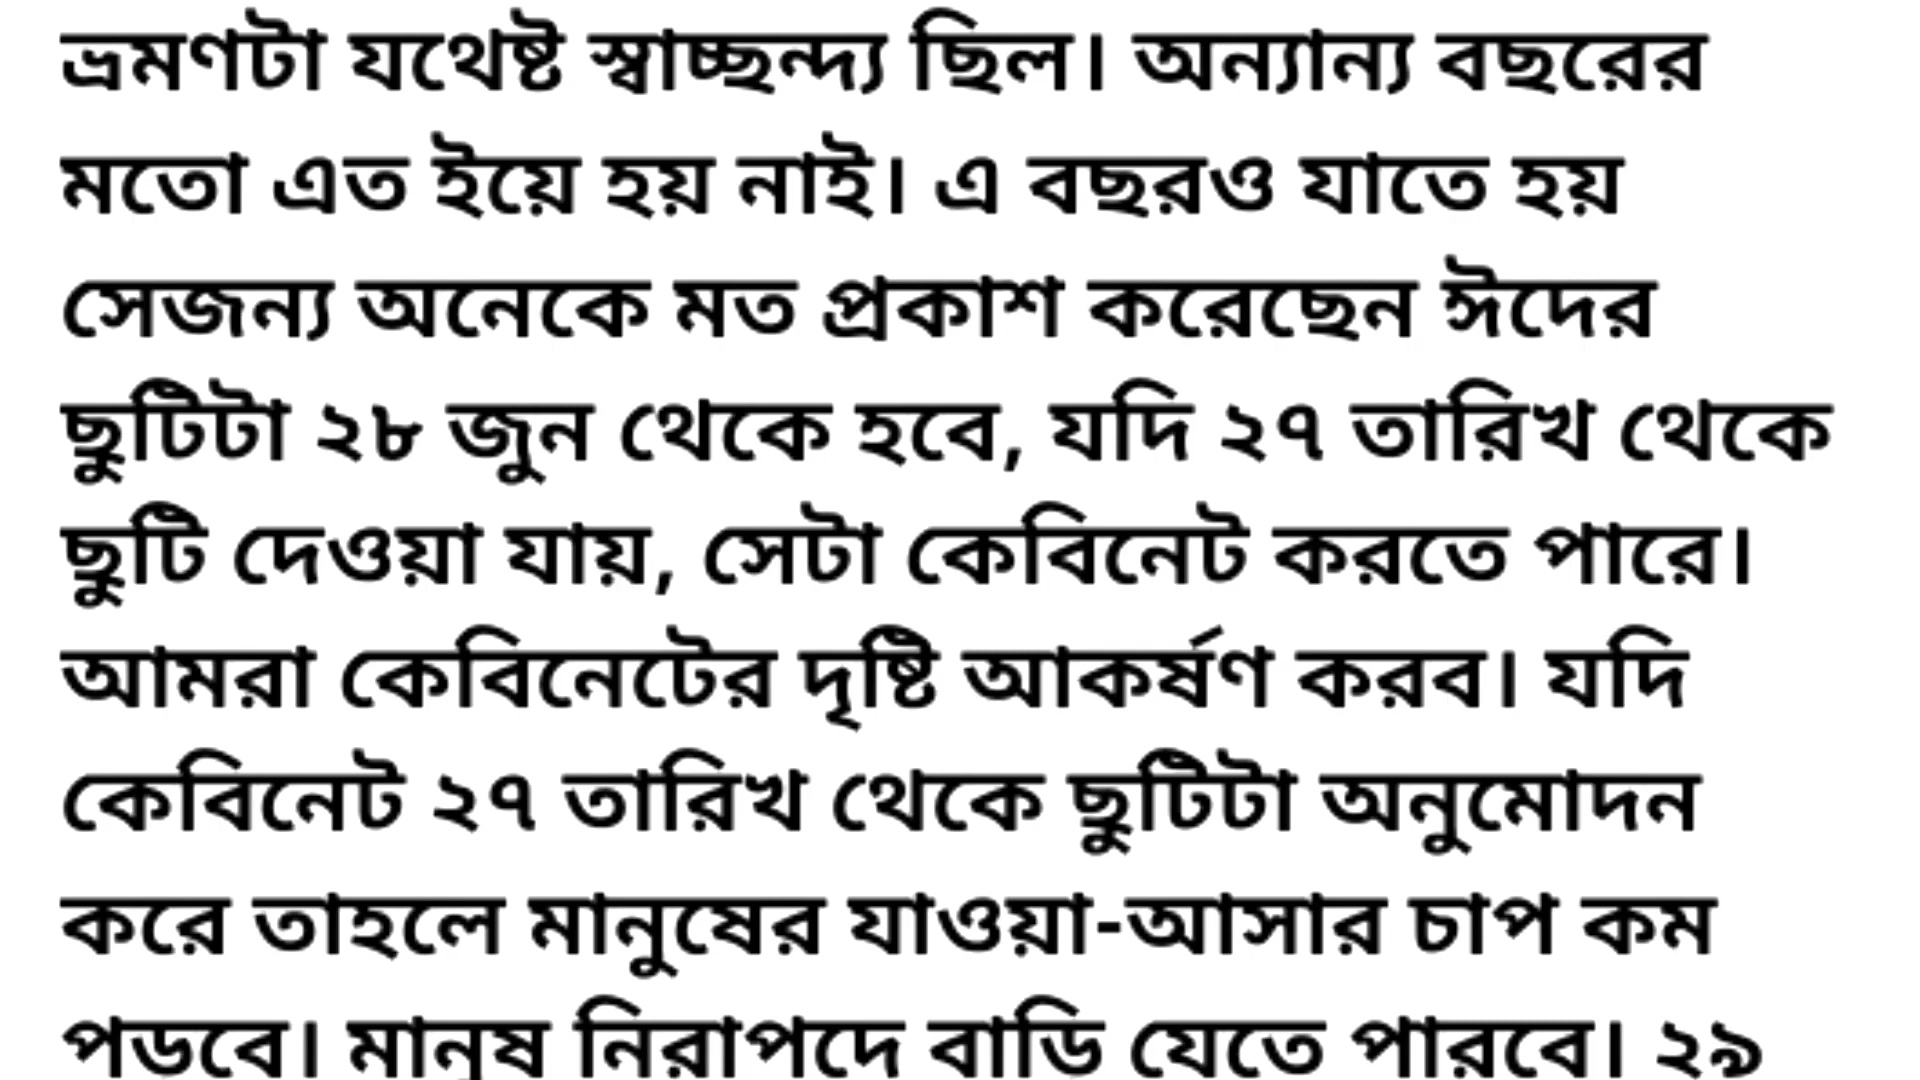 ভ্রমণটা যথেষ্ট স্বাচ্ছন্দ্য ছিল। অন্যান্য বছরের
মতো এত ইয়ে হয় নাই। এ বছরও যাতে হয়
সেজন্য অনেকে মত প্রকাশ করেছেন ঈদের
ছুটিটা ২৮ জুন থেকে হবে, যদি ২৭ তারিখ থেকে
ছুটি দেওয়া যায়, সেটা কেবিনেট করতে পারে।
আমরা কেবিনেটের দৃষ্টি আকর্ষণ করব। যদি
কেবিনেট ২৭ তারিখ থেকে ছুটিটা অনুমোদন
করে তাহলে মানুষের যাওয়া-আসার চাপ কম
পড়বে। মানুষ নিরাপদে বাড়ি যেতে পারবে। ২৯